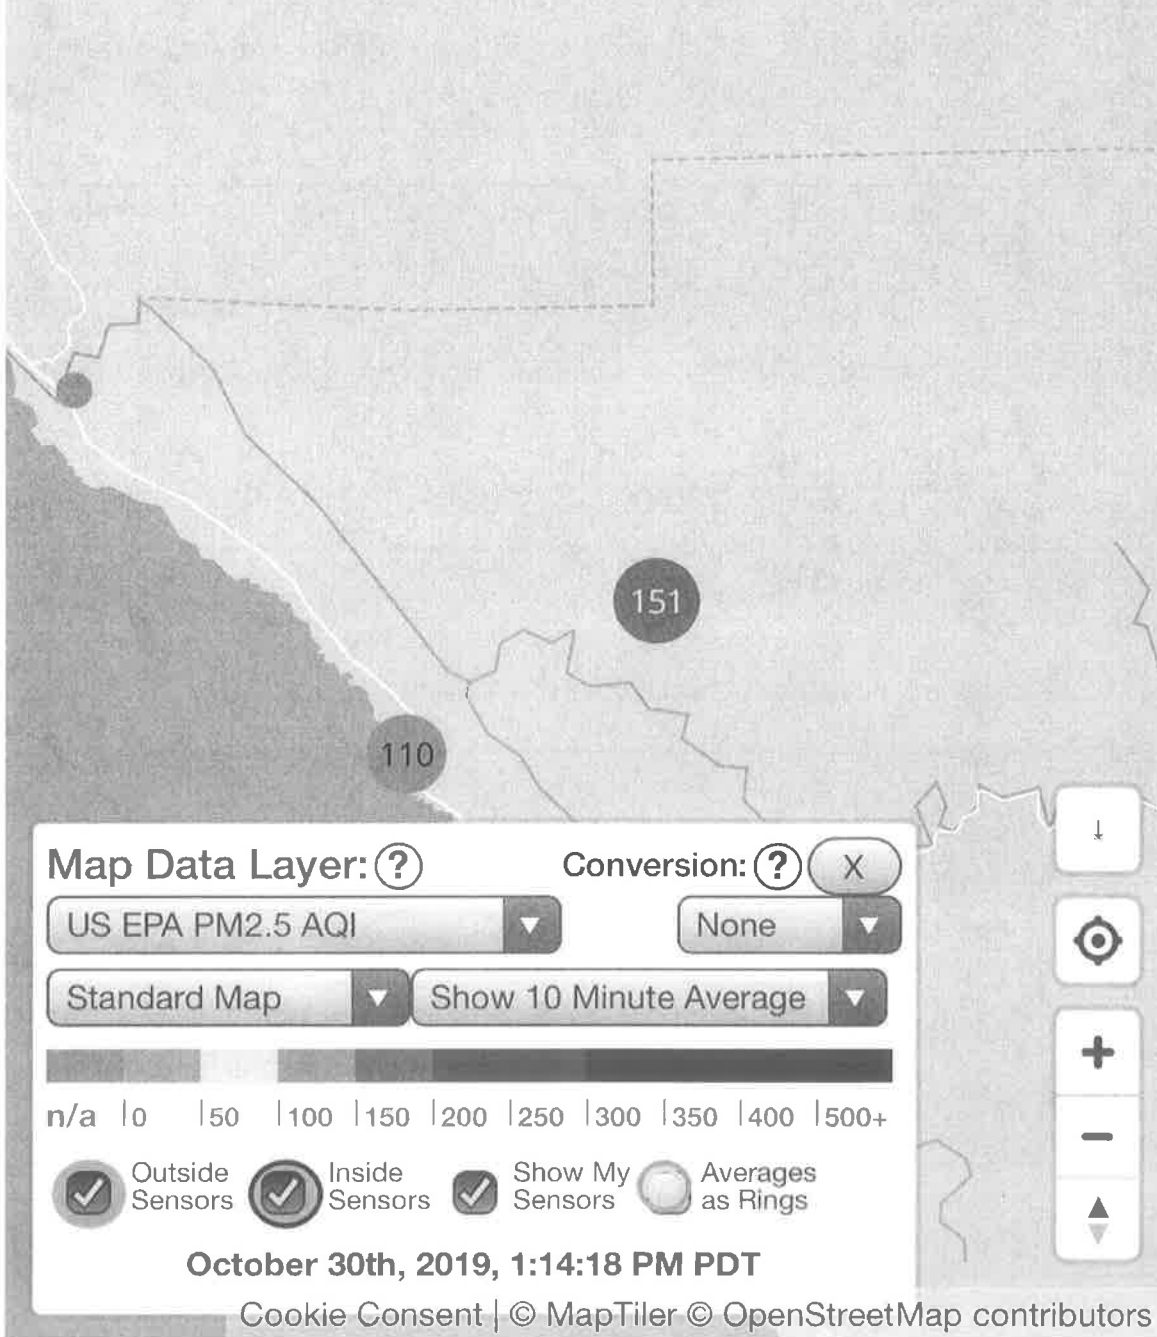 151
110
Map Data Layer: ? Conversion: ? X
US EPA PM2.5 AQI None
Standard Map Show 10 Minute Average
n/a |0 |50 |100 |150 |200 |250 |300 |350 |400 |500+
Outside Inside Show My Averages
Sensors Sensors Sensors as Rings
October 30th, 2019, 1:14:18 PM PDT
Cookie Consent | © MapTiler © OpenStreetMap contributors